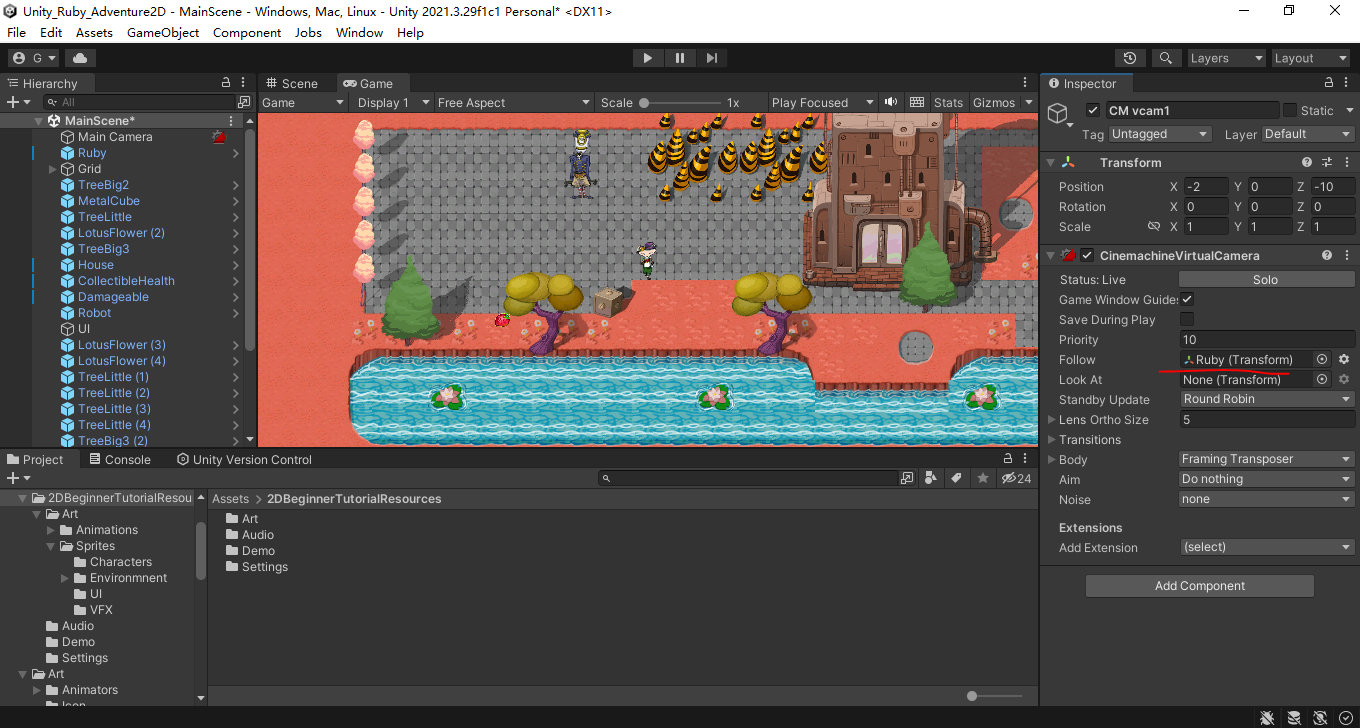 Unity_Ruby_Adventure2D - MainScene - Windows, Mac, Linux - Unity 2021.3.29f1c1 Personal* <DX11>
File Edit Assets GameObject Component Jobs Window Help
G Layers Layout
Hierarchy
All
MainScene*
Main Camera
Ruby
Grid
TreeBig2
MetalCube
TreeLittle
LotusFlower (2)
TreeBig3
House
CollectibleHealth
Damageable
Robot
UI
LotusFlower (3)
LotusFlower (4)
TreeLittle (1)
TreeLittle (2)
TreeLittle (3)
TreeLittle (4)
TreeBig3 (2)
Scene Game
Game Display 1 Free Aspect Scale 1x Play Focused Stats Gizmos
Inspector
CM vcam1 Static
Tag Untagged Layer Default
Transform
Position X -2 Y 0 Z -10
Rotation X 0 Y 0 Z 0
Scale X 1 Y 1 Z 1
CinemachineVirtualCamera
Status: Live Solo
Game Window Guides
Save During Play
Priority 10
Follow Ruby (Transform)
Look At None (Transform)
Standby Update Round Robin
Lens Ortho Size 5
Transitions
Body Framing Transposer
Aim Do nothing
Noise none
Extensions
Add Extension (select)
Add Component
Project Console Unity Version Control
24
2DBeginnerTutorialResou
Art
Animations
Sprites
Characters
Environmnent
UI
VFX
Audio
Demo
Settings
Art
Animators
Assets > 2DBeginnerTutorialResources
Art
Audio
Demo
Settings